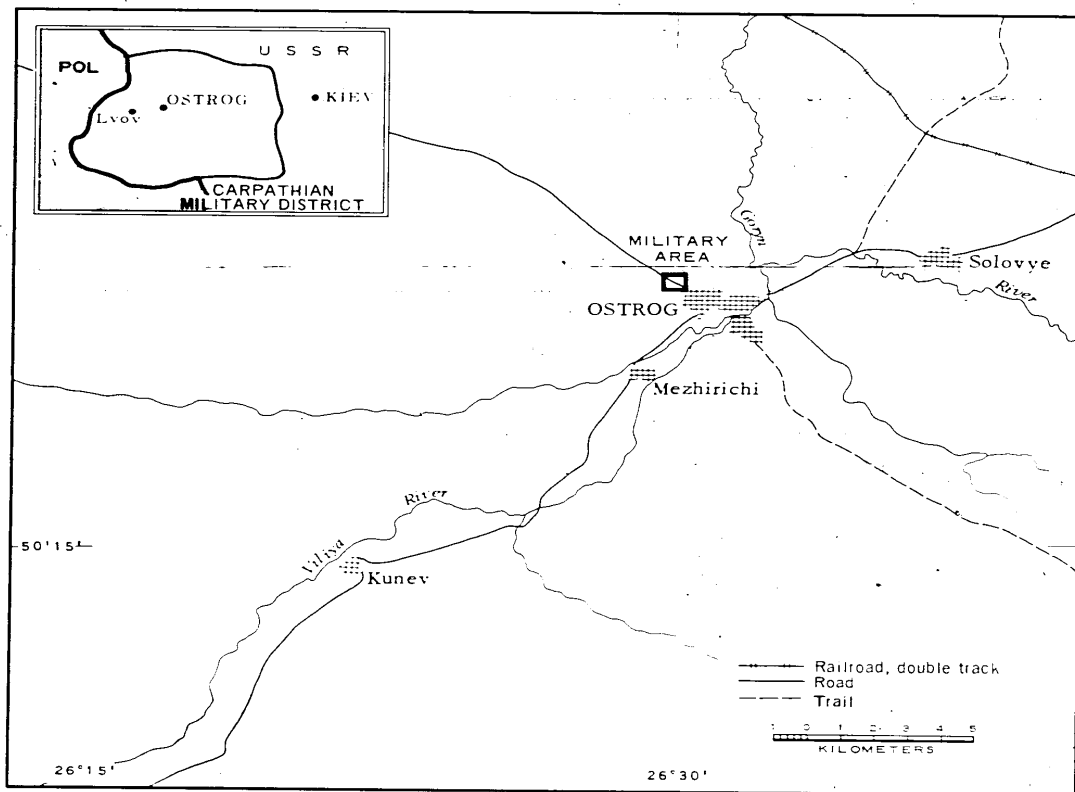 USSR
POL
OSTROG
KIEV
Lvov
CARPATHIAN
MILITARY DISTRICT
Goryn
MILITARY
AREA
Solovye
River
OSTROG
Mezhirichi
River
50°15'
Viliya
Kunev
Railroad, double track
Road
Trail
1 0 1 2 3 4 5
KILOMETERS
26°15'
26°30'